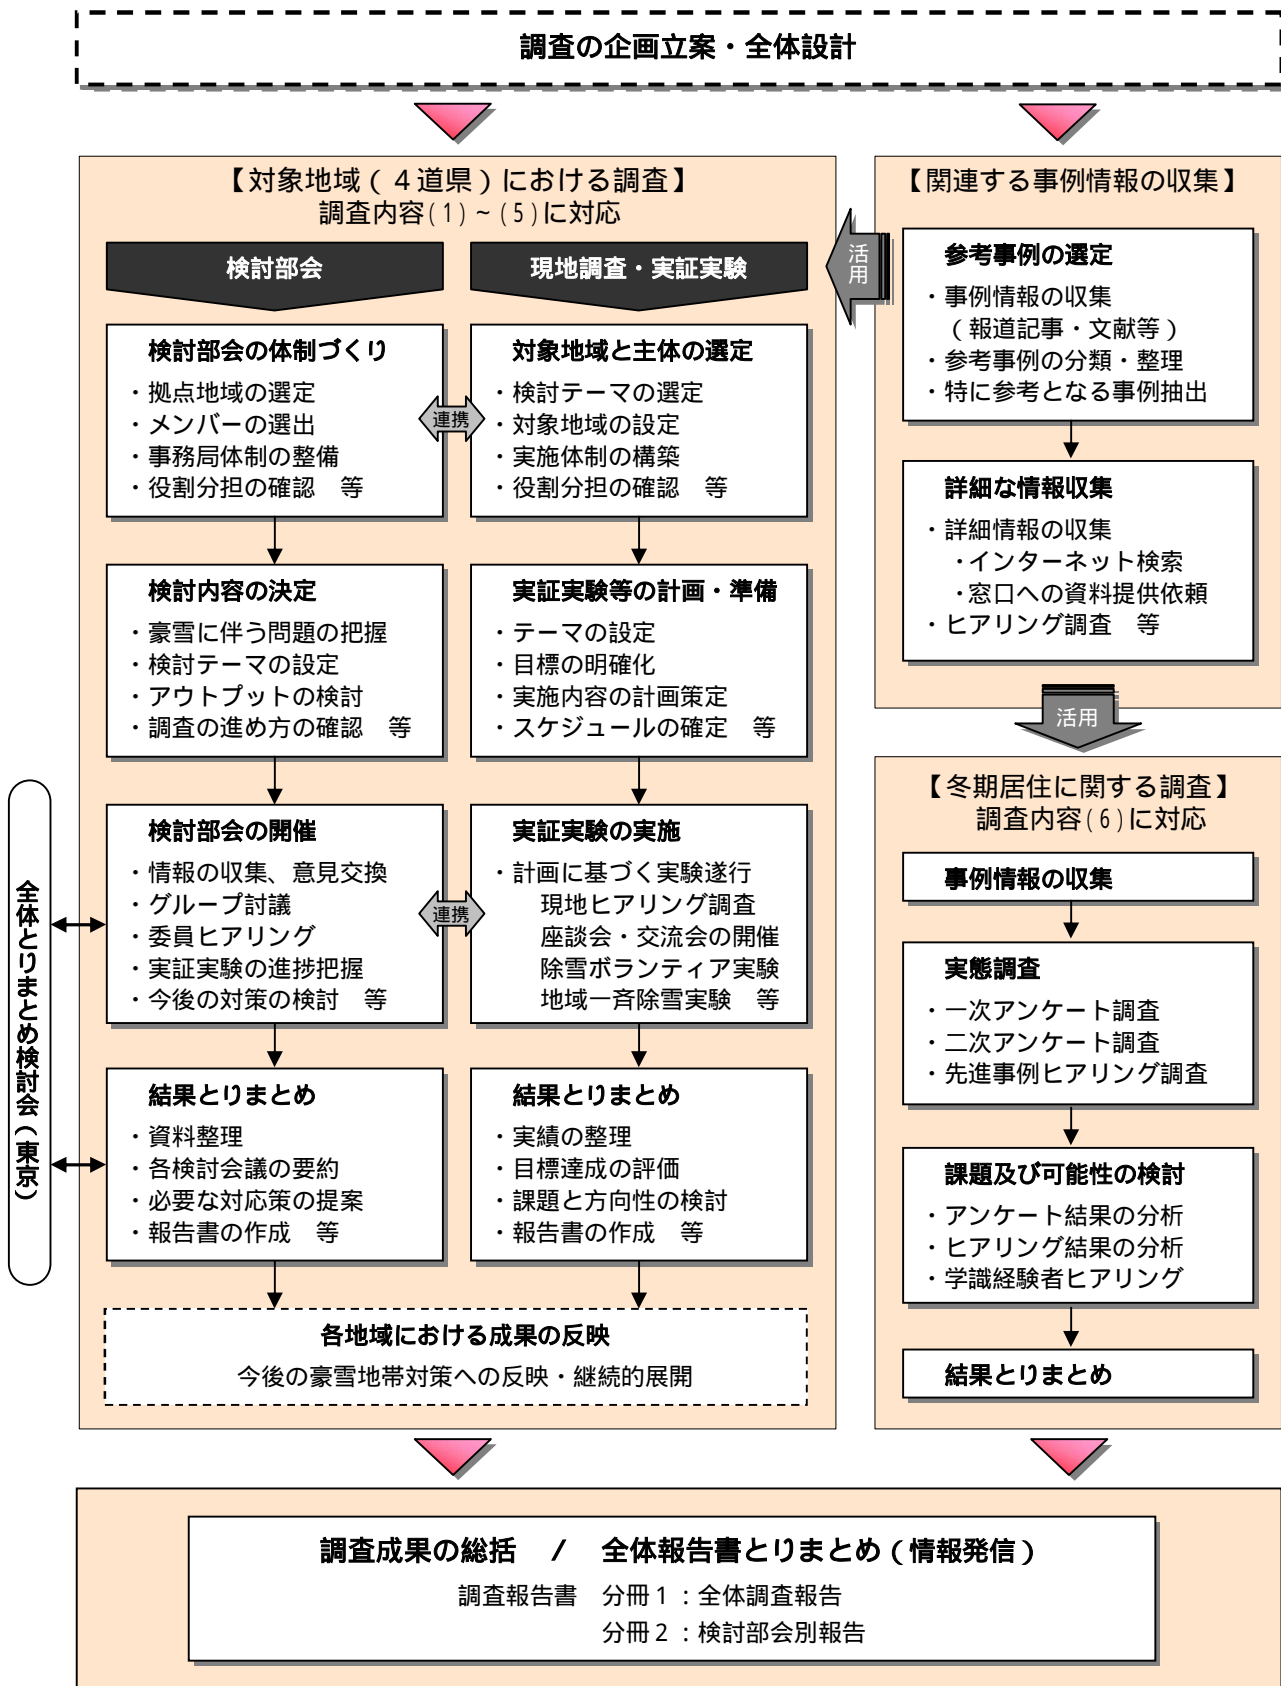 調査の企画立案・全体設計
【対象地域（４道県）における調査】
調査内容(1)~(5)に対応
検討部会
検討部会の体制づくり
・拠点地域の選定
・メンバーの選出
・事務局体制の整備
・役割分担の確認　等
検討内容の決定
・豪雪に伴う問題の把握
・検討テーマの設定
・アウトプットの検討
・調査の進め方の確認　等
検討部会の開催
・情報の収集、意見交換
・グループ討議
・委員ヒアリング
・実証実験の進捗把握
・今後の対策の検討　等
結果とりまとめ
・資料整理
・各検討会議の要約
・必要な対応策の提案
・報告書の作成　等
連携
連携
現地調査・実証実験
対象地域と主体の選定
・検討テーマの選定
・対象地域の設定
・実施体制の構築
・役割分担の確認　等
実証実験等の計画・準備
・テーマの設定
・目標の明確化
・実施内容の計画策定
・スケジュールの確定　等
実証実験の実施
・計画に基づく実験遂行
現地ヒアリング調査
座談会・交流会の開催
除雪ボランティア実験
地域一斉除雪実験　等
結果とりまとめ
・実績の整理
・目標達成の評価
・課題と方向性の検討
・報告書の作成　等
各地域における成果の反映
今後の豪雪地帯対策への反映・継続的展開
全体とりまとめ検討会（東京）
【関連する事例情報の収集】
活用
参考事例の選定
・事例情報の収集
（報道記事・文献等）
・参考事例の分類・整理
・特に参考となる事例抽出
詳細な情報収集
・詳細情報の収集
・インターネット検索
・窓口への資料提供依頼
・ヒアリング調査　等
活用
【冬期居住に関する調査】
調査内容(6)に対応
事例情報の収集
実態調査
・一次アンケート調査
・二次アンケート調査
・先進事例ヒアリング調査
課題及び可能性の検討
・アンケート結果の分析
・ヒアリング結果の分析
・学識経験者ヒアリング
結果とりまとめ
調査成果の総括　/　全体報告書とりまとめ（情報発信）
調査報告書　分冊１：全体調査報告
分冊２：検討部会別報告